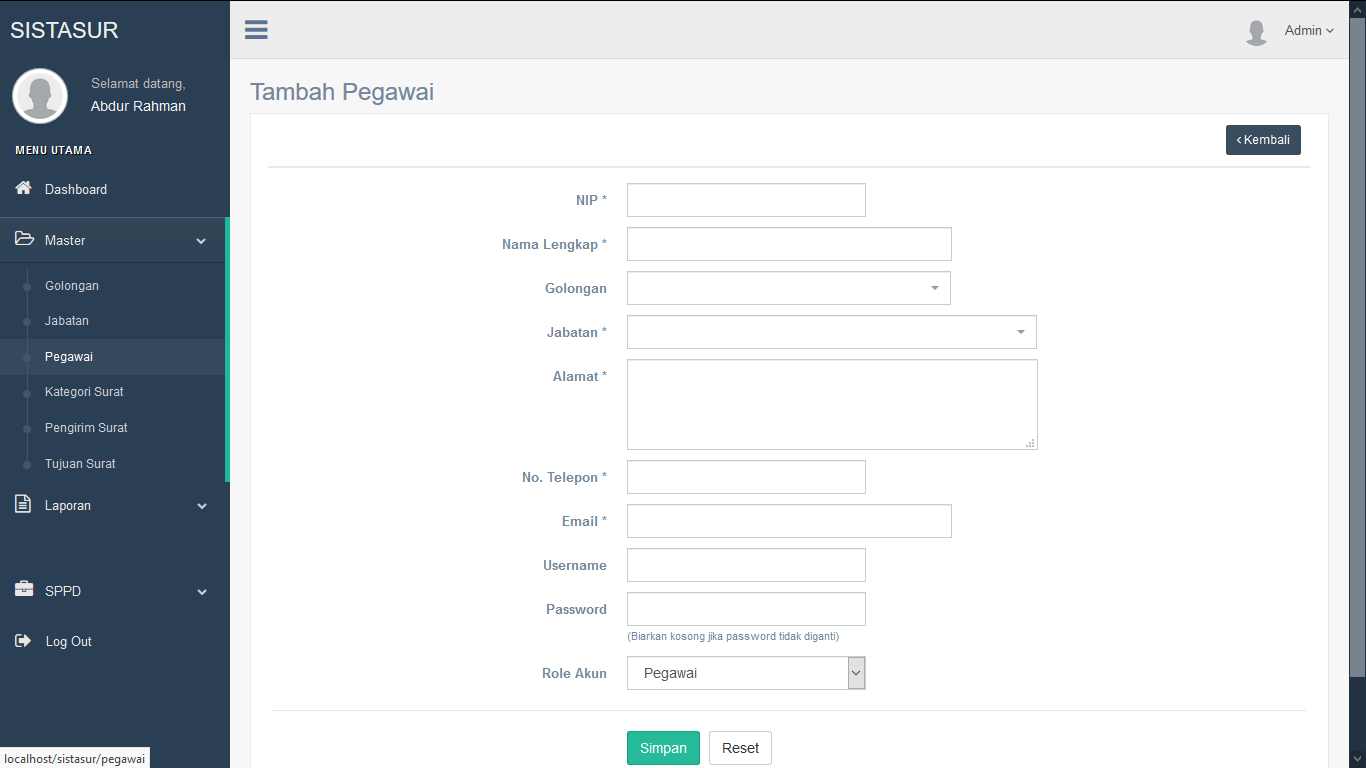 SISTASUR
Admin
Selamat datang,
Abdur Rahman
MENU UTAMA
Dashboard
Master
Golongan
Jabatan
Pegawai
Kategori Surat
Pengirim Surat
Tujuan Surat
Laporan
SPPD
Log Out
Tambah Pegawai
Kembali
NIP *
Nama Lengkap *
Golongan
Jabatan *
Alamat *
No. Telepon *
Email *
Username
Password
(Biarkan kosong jika password tidak diganti)
Role Akun
Pegawai
Simpan
Reset
localhost/sistasur/pegawai